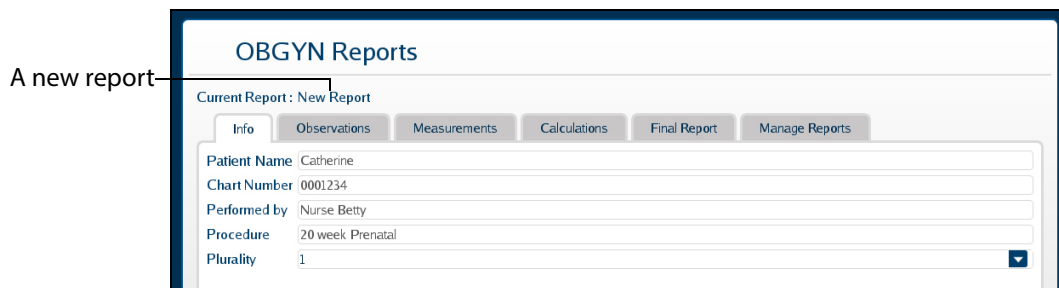 OBGYN Reports
A new report
Current Report : New Report
Info Observations Measurements Calculations Final Report Manage Reports
Patient Name Catherine
Chart Number 0001234
Performed by Nurse Betty
Procedure 20 week Prenatal
Plurality 1